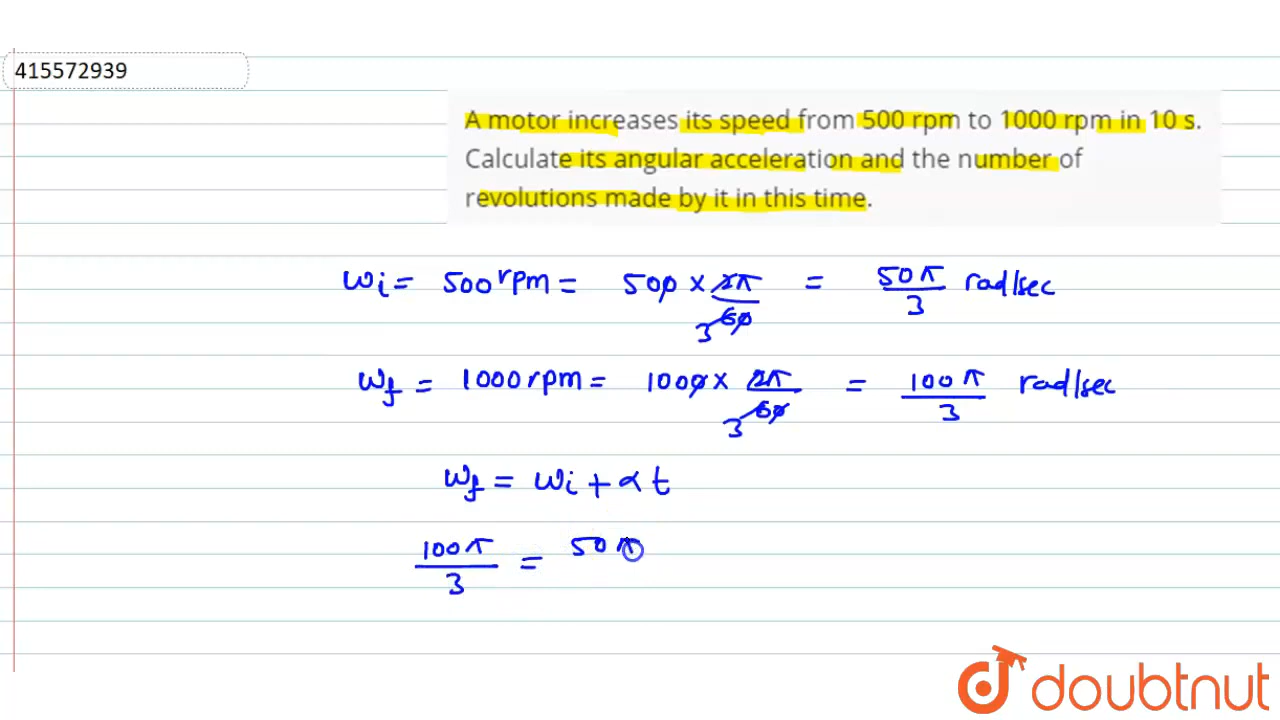 415572939
A motor increases its speed from 500 rpm to 1000 rpm in 10 s.
Calculate its angular acceleration and the number of
revolutions made by it in this time.
ωi = 500 rpm = 500 × 2π/60 3 = 50π/3 rad/sec
ωf = 1000 rpm = 1000 × 2π/60 3 = 100π/3 rad/sec
ωf = ωi + αt
100π/3 = 50π
doubtnut